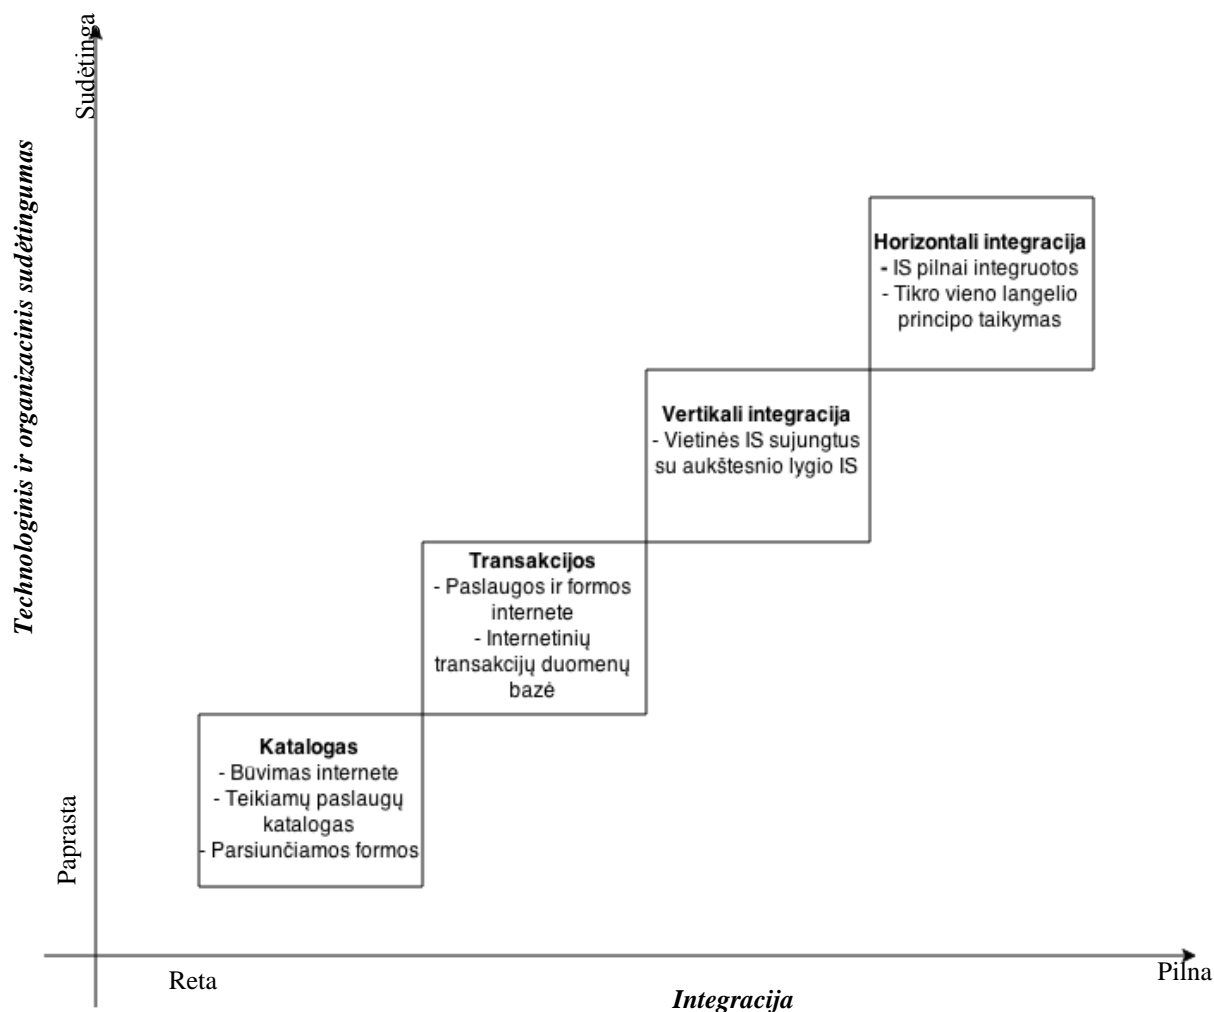 Sudėtinga
Technologinis ir organizacinis sudėtingumas
Horizontali integracija
- IS pilnai integruotos
- Tikro vieno langelio
principo taikymas
Vertikali integracija
- Vietinės IS sujungtus
su aukštesnio lygio IS
Transakcijos
- Paslaugos ir formos
internete
- Internetinių
transakcijų duomenų
bazė
Katalogas
- Būvimas internete
- Teikiamų paslaugų
katalogas
- Parsiunčiamos formos
Paprasta
Reta
Pilna
Integracija